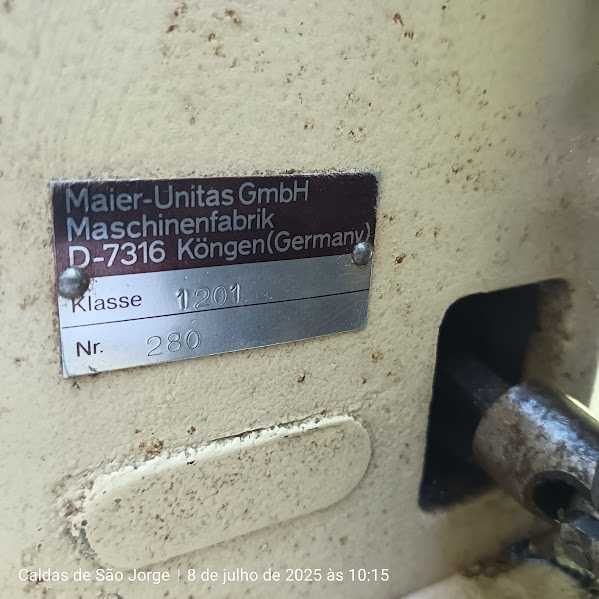 Maier-Unitas GmbH
Maschinenfabrik
D-7316 Köngen(Germany)
Klasse 1201
Nr. 280
Caldas de São Jorge | 8 de julho de 2025 às 10:15